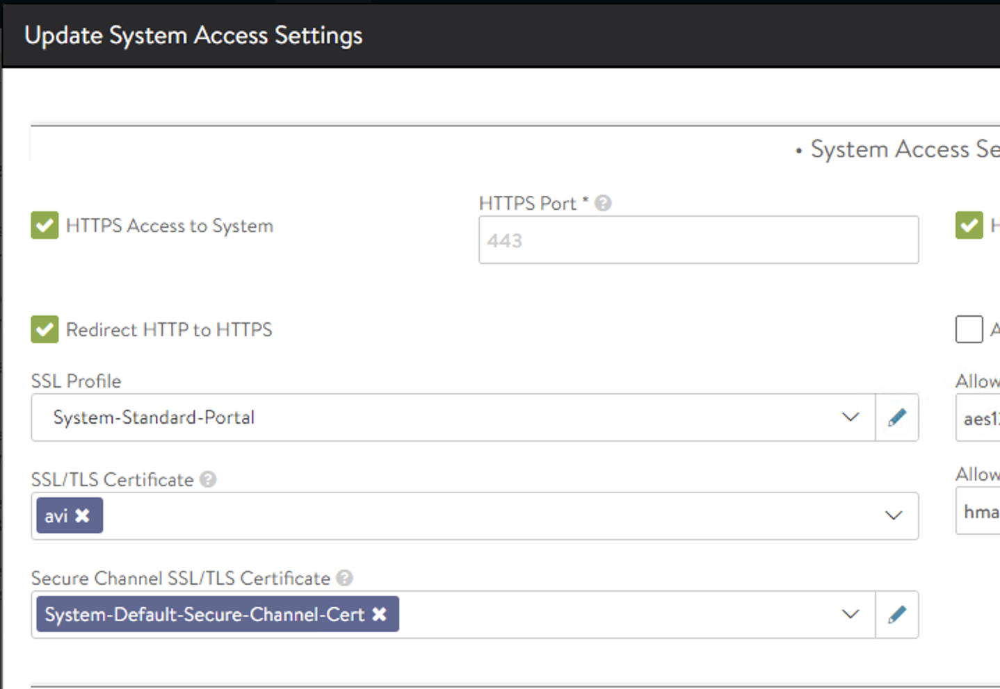 Update System Access Settings
• System Access Se
HTTPS Port *
HTTPS Access to System
443
H
Redirect HTTP to HTTPS
A
SSL Profile
Allow
System-Standard-Portal
aes1
SSL/TLS Certificate
Allow
avi
hma
Secure Channel SSL/TLS Certificate
System-Default-Secure-Channel-Cert